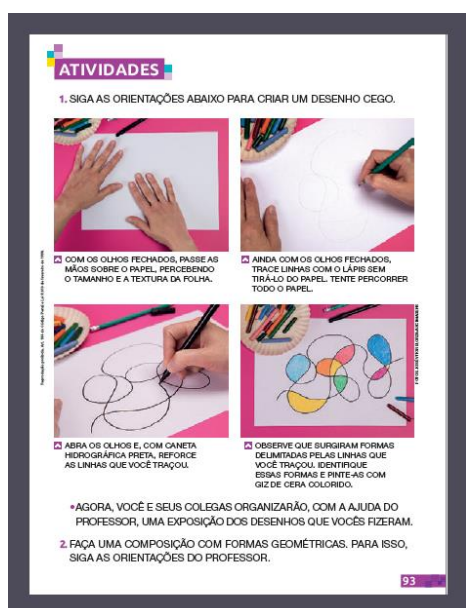 ATIVIDADES
1. SIGA AS ORIENTAÇÕES ABAIXO PARA CRIAR UM DESENHO CEGO.
COM OS OLHOS FECHADOS, PASSE AS
MÃOS SOBRE O PAPEL, PERCEBENDO
O TAMANHO E A TEXTURA DA FOLHA.
AINDA COM OS OLHOS FECHADOS,
TRACE LINHAS COM O LÁPIS SEM
TIRÁ-LO DO PAPEL. TENTE PERCORRER
TODO O PAPEL.
ABRA OS OLHOS E, COM CANETA
HIDROGRÁFICA PRETA, REFORCE
AS LINHAS QUE VOCÊ TRAÇOU.
OBSERVE QUE SURGIRAM FORMAS
DELIMITADAS PELAS LINHAS QUE
VOCÊ TRAÇOU. IDENTIFIQUE
ESSAS FORMAS E PINTE-AS COM
GIZ DE CERA COLORIDO.
•AGORA, VOCÊ E SEUS COLEGAS ORGANIZARÃO, COM A AJUDA DO
PROFESSOR, UMA EXPOSIÇÃO DOS DESENHOS QUE VOCÊS FIZERAM.
2. FAÇA UMA COMPOSIÇÃO COM FORMAS GEOMÉTRICAS. PARA ISSO,
SIGA AS ORIENTAÇÕES DO PROFESSOR.
93